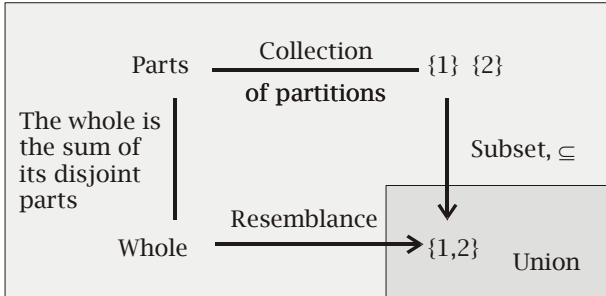 Collection
Parts
{1} {2}
of partitions
The whole is
the sum of
its disjoint
parts
Subset, ⊆
Resemblance
Whole
{1,2}
Union